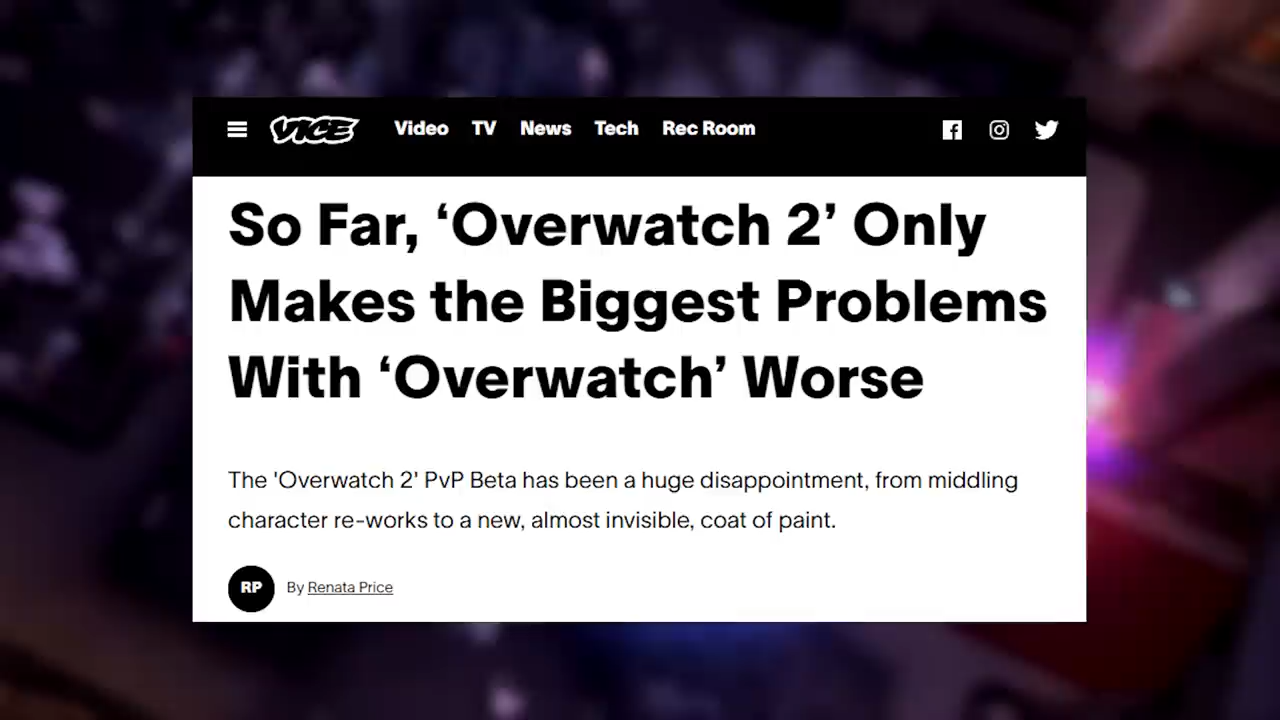 VICE Video TV News Tech Rec Room
So Far, ‘Overwatch 2’ Only
Makes the Biggest Problems
With ‘Overwatch’ Worse
The 'Overwatch 2' PvP Beta has been a huge disappointment, from middling
character re-works to a new, almost invisible, coat of paint.
RP By Renata Price